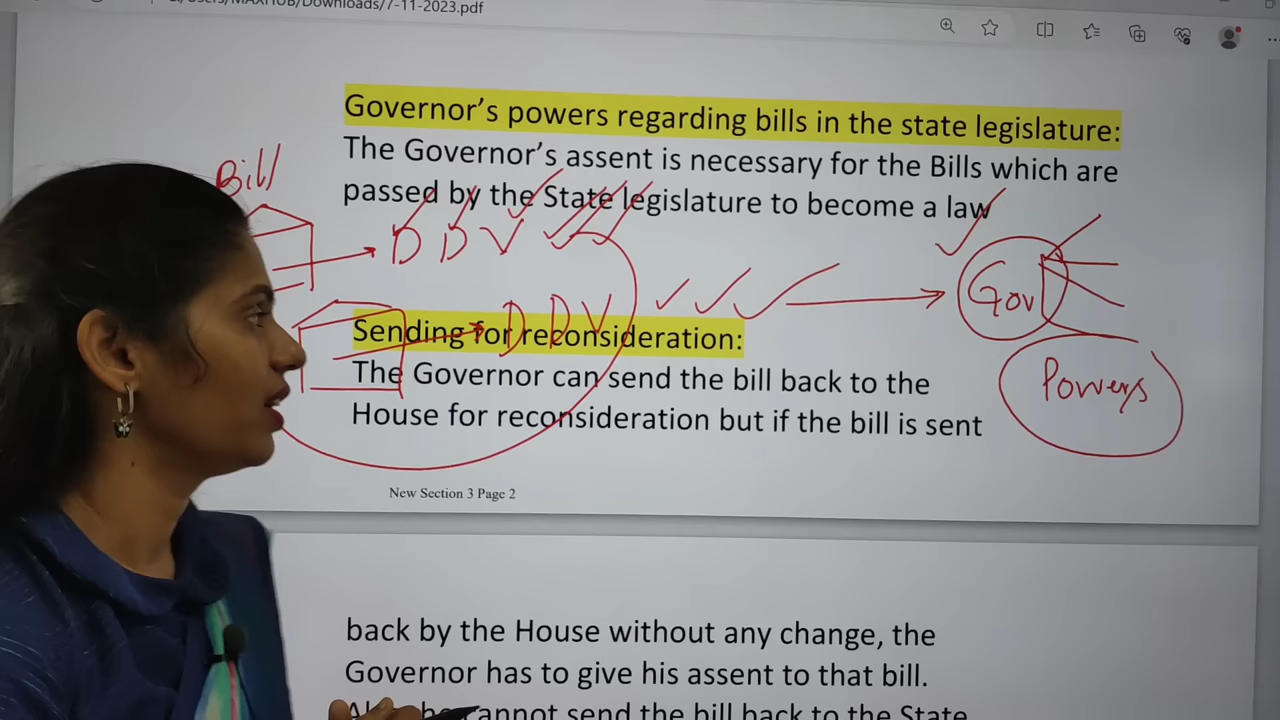 Users/MAXHUB/Downloads/7-11-2023.pdf
Governor's powers regarding bills in the state legislature:
The Governor's assent is necessary for the Bills which are
passed by the State legislature to become a law
Bill
D D V
Gov
D D V
Sending for reconsideration:
The Governor can send the bill back to the
Powers
House for reconsideration but if the bill is sent
New Section 3 Page 2
back by the House without any change, the
Governor has to give his assent to that bill.
cannot send the bill back to the State